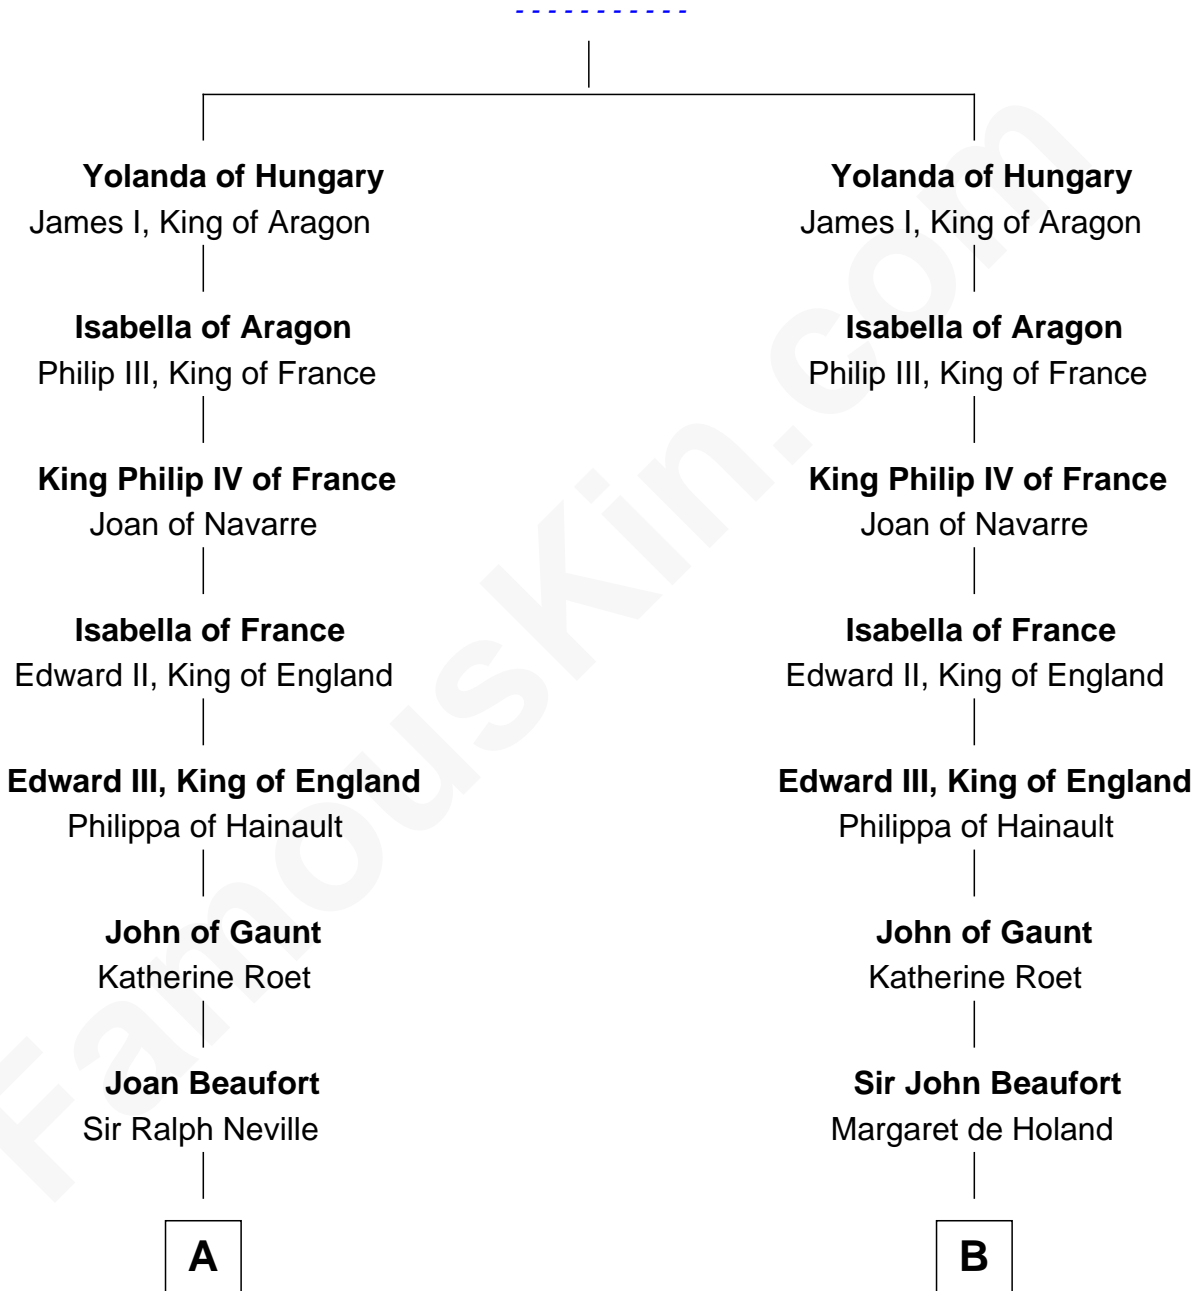 - - - - - - - - - - -
Yolanda of Hungary
James I, King of Aragon
Isabella of Aragon
Philip III, King of France
King Philip IV of France
Joan of Navarre
Isabella of France
Edward II, King of England
Edward III, King of England
Philippa of Hainault
John of Gaunt
Katherine Roet
Joan Beaufort
Sir Ralph Neville
A
Yolanda of Hungary
James I, King of Aragon
Isabella of Aragon
Philip III, King of France
King Philip IV of France
Joan of Navarre
Isabella of France
Edward II, King of England
Edward III, King of England
Philippa of Hainault
John of Gaunt
Katherine Roet
Sir John Beaufort
Margaret de Holand
B
FamousKin.com